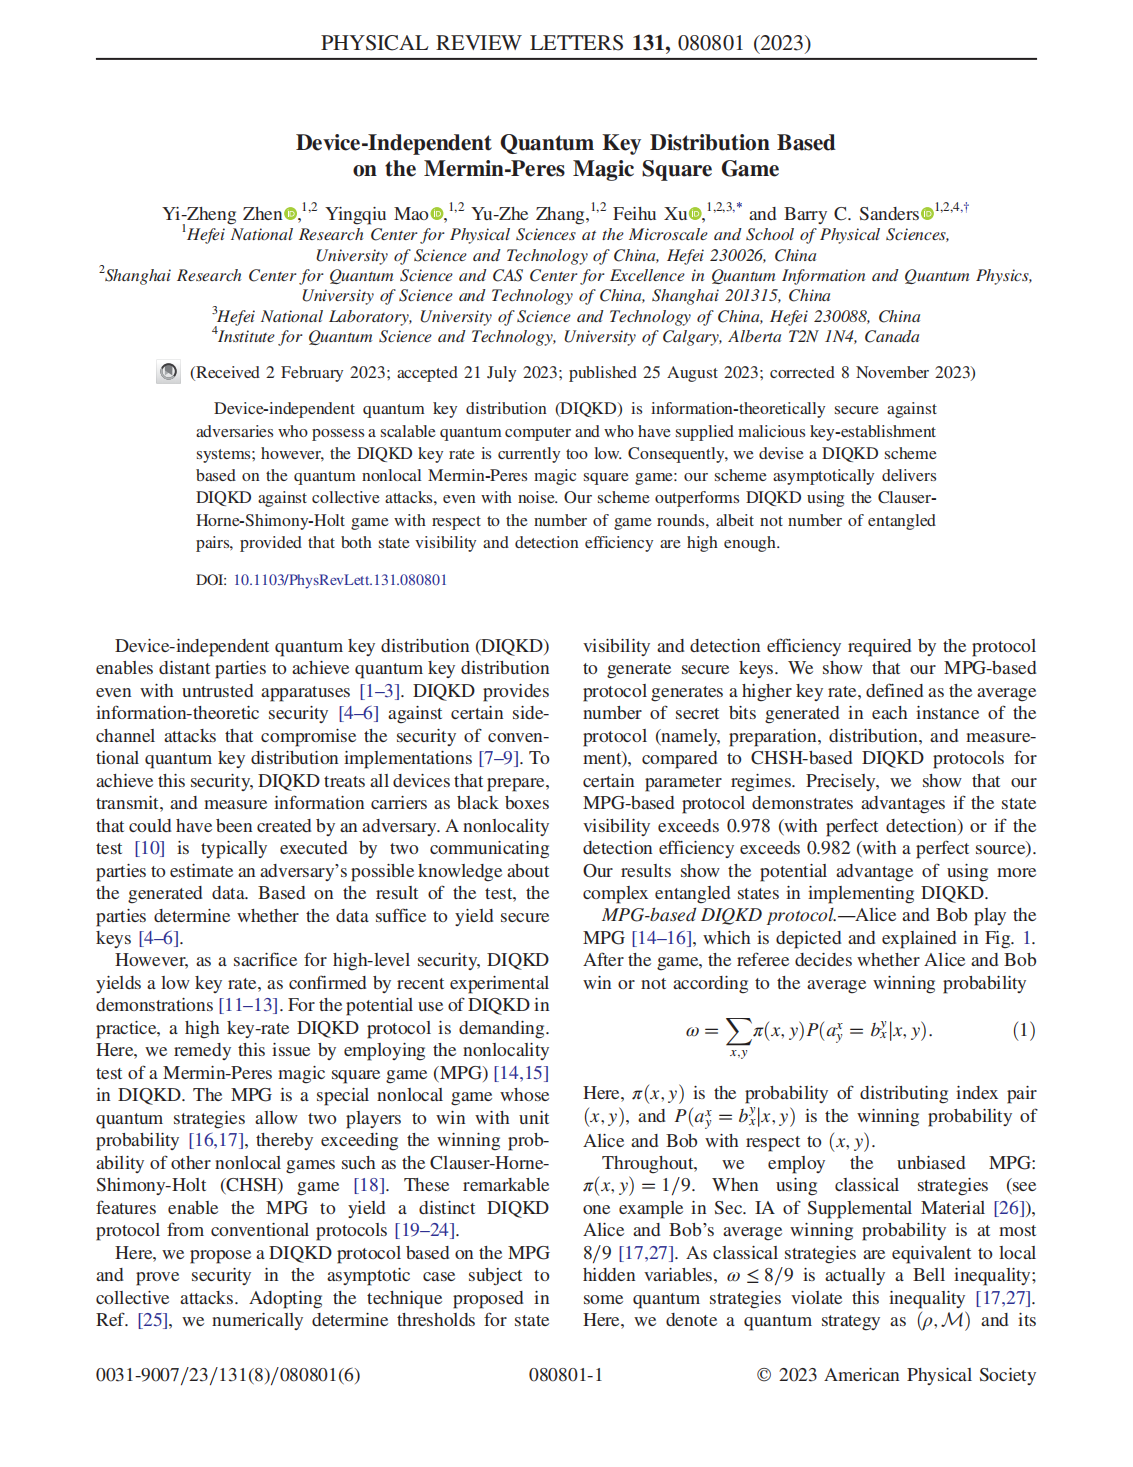 PHYSICAL REVIEW LETTERS 131, 080801 (2023)
Device-Independent Quantum Key Distribution Based
on the Mermin-Peres Magic Square Game
Yi-Zheng Zhen,1,2 Yingqiu Mao,1,2 Yu-Zhe Zhang,1,2 Feihu Xu,1,2,3,* and Barry C. Sanders1,2,4,†
1Hefei National Research Center for Physical Sciences at the Microscale and School of Physical Sciences,
University of Science and Technology of China, Hefei 230026, China
2Shanghai Research Center for Quantum Science and CAS Center for Excellence in Quantum Information and Quantum Physics,
University of Science and Technology of China, Shanghai 201315, China
3Hefei National Laboratory, University of Science and Technology of China, Hefei 230088, China
4Institute for Quantum Science and Technology, University of Calgary, Alberta T2N 1N4, Canada
(Received 2 February 2023; accepted 21 July 2023; published 25 August 2023; corrected 8 November 2023)
Device-independent quantum key distribution (DIQKD) is information-theoretically secure against
adversaries who possess a scalable quantum computer and who have supplied malicious key-establishment
systems; however, the DIQKD key rate is currently too low. Consequently, we devise a DIQKD scheme
based on the quantum nonlocal Mermin-Peres magic square game: our scheme asymptotically delivers
DIQKD against collective attacks, even with noise. Our scheme outperforms DIQKD using the Clauser-
Horne-Shimony-Holt game with respect to the number of game rounds, albeit not number of entangled
pairs, provided that both state visibility and detection efficiency are high enough.
DOI: 10.1103/PhysRevLett.131.080801
Device-independent quantum key distribution (DIQKD)
enables distant parties to achieve quantum key distribution
even with untrusted apparatuses [1–3]. DIQKD provides
information-theoretic security [4–6] against certain side-
channel attacks that compromise the security of conven-
tional quantum key distribution implementations [7–9]. To
achieve this security, DIQKD treats all devices that prepare,
transmit, and measure information carriers as black boxes
that could have been created by an adversary. A nonlocality
test [10] is typically executed by two communicating
parties to estimate an adversary's possible knowledge about
the generated data. Based on the result of the test, the
parties determine whether the data suffice to yield secure
keys [4–6].
However, as a sacrifice for high-level security, DIQKD
yields a low key rate, as confirmed by recent experimental
demonstrations [11–13]. For the potential use of DIQKD in
practice, a high key-rate DIQKD protocol is demanding.
Here, we remedy this issue by employing the nonlocality
test of a Mermin-Peres magic square game (MPG) [14,15]
in DIQKD. The MPG is a special nonlocal game whose
quantum strategies allow two players to win with unit
probability [16,17], thereby exceeding the winning prob-
ability of other nonlocal games such as the Clauser-Horne-
Shimony-Holt (CHSH) game [18]. These remarkable
features enable the MPG to yield a distinct DIQKD
protocol from conventional protocols [19–24].
Here, we propose a DIQKD protocol based on the MPG
and prove security in the asymptotic case subject to
collective attacks. Adopting the technique proposed in
Ref. [25], we numerically determine thresholds for state
visibility and detection efficiency required by the protocol
to generate secure keys. We show that our MPG-based
protocol generates a higher key rate, defined as the average
number of secret bits generated in each instance of the
protocol (namely, preparation, distribution, and measure-
ment), compared to CHSH-based DIQKD protocols for
certain parameter regimes. Precisely, we show that our
MPG-based protocol demonstrates advantages if the state
visibility exceeds 0.978 (with perfect detection) or if the
detection efficiency exceeds 0.982 (with a perfect source).
Our results show the potential advantage of using more
complex entangled states in implementing DIQKD.
MPG-based DIQKD protocol.—Alice and Bob play the
MPG [14–16], which is depicted and explained in Fig. 1.
After the game, the referee decides whether Alice and Bob
win or not according to the average winning probability
ω = ∑x,y π(x, y)P(a_y^x = b_x^y|x, y). (1)
Here, π(x, y) is the probability of distributing index pair
(x, y), and P(a_y^x = b_x^y|x, y) is the winning probability of
Alice and Bob with respect to (x, y).
Throughout, we employ the unbiased MPG:
π(x, y) = 1/9. When using classical strategies (see
one example in Sec. IA of Supplemental Material [26]),
Alice and Bob's average winning probability is at most
8/9 [17,27]. As classical strategies are equivalent to local
hidden variables, ω ≤ 8/9 is actually a Bell inequality;
some quantum strategies violate this inequality [17,27].
Here, we denote a quantum strategy as (ρ, ℳ) and its
0031-9007/23/131(8)/080801(6)
080801-1
© 2023 American Physical Society